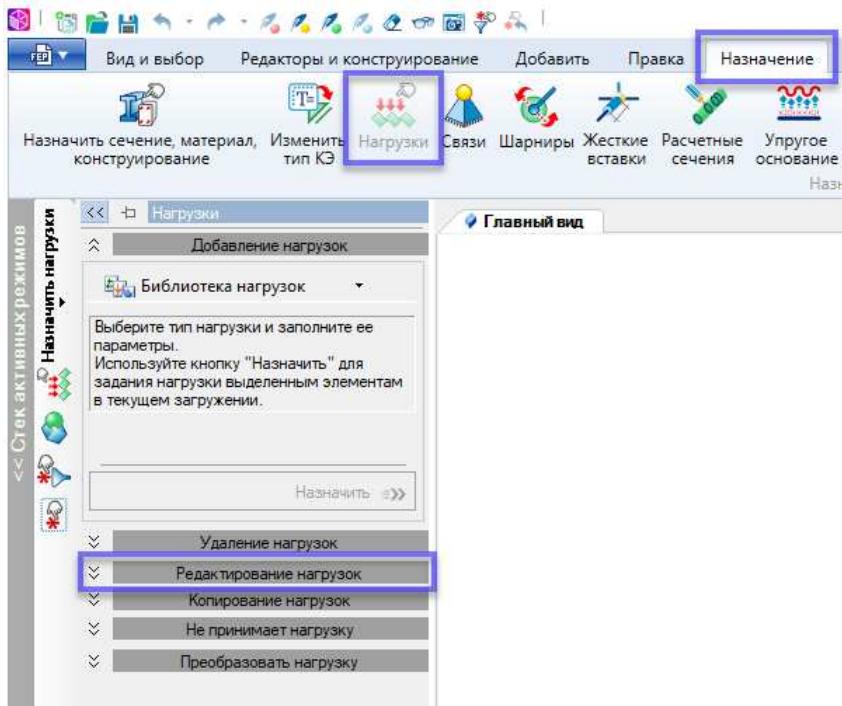 FEP
Вид и выбор
Редакторы и конструирование
Добавить
Правка
Назначение
Назначить сечение, материал,
конструирование
Изменить
тип КЭ
Нагрузки
Связи
Шарниры
Жесткие
вставки
Расчетные
сечения
Упругое
основание
Назн
<< Стек активных режимов
Назначить нагрузки
<< Нагрузки
Добавление нагрузок
Библиотека нагрузок
Выберите тип нагрузки и заполните ее
параметры.
Используйте кнопку "Назначить" для
задания нагрузки выделенным элементам
в текущем загружении.
Назначить
Удаление нагрузок
Редактирование нагрузок
Копирование нагрузок
Не принимает нагрузку
Преобразовать нагрузку
Главный вид